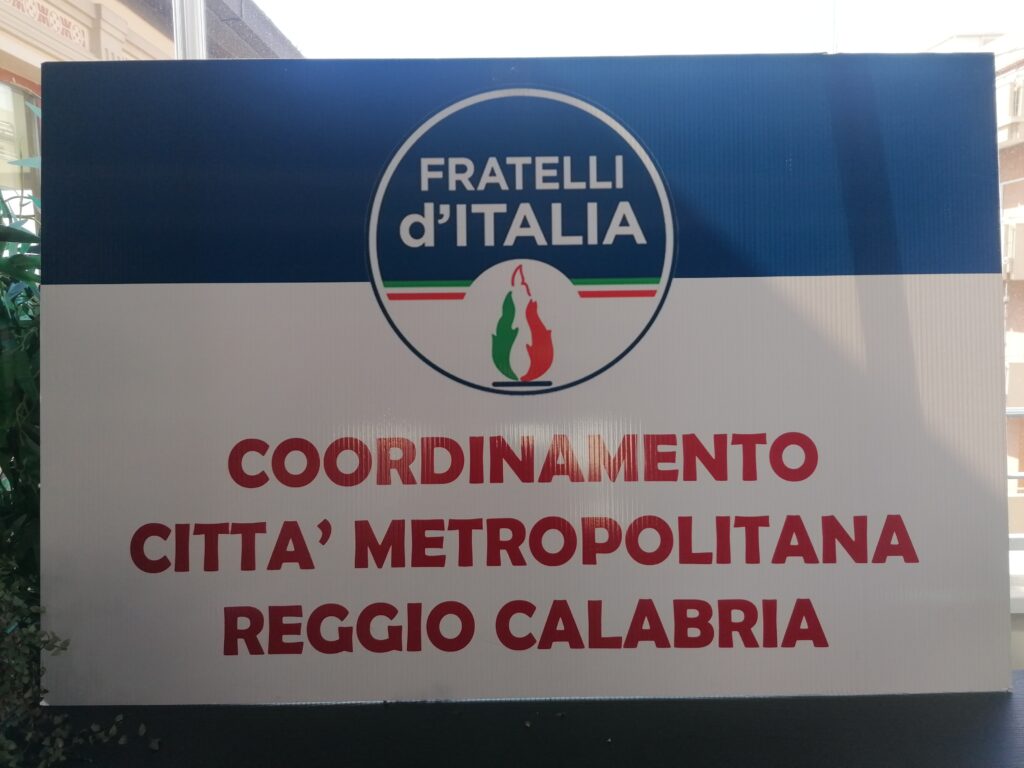 FRATELLI
d'ITALIA
COORDINAMENTO
CITTA' METROPOLITANA
REGGIO CALABRIA